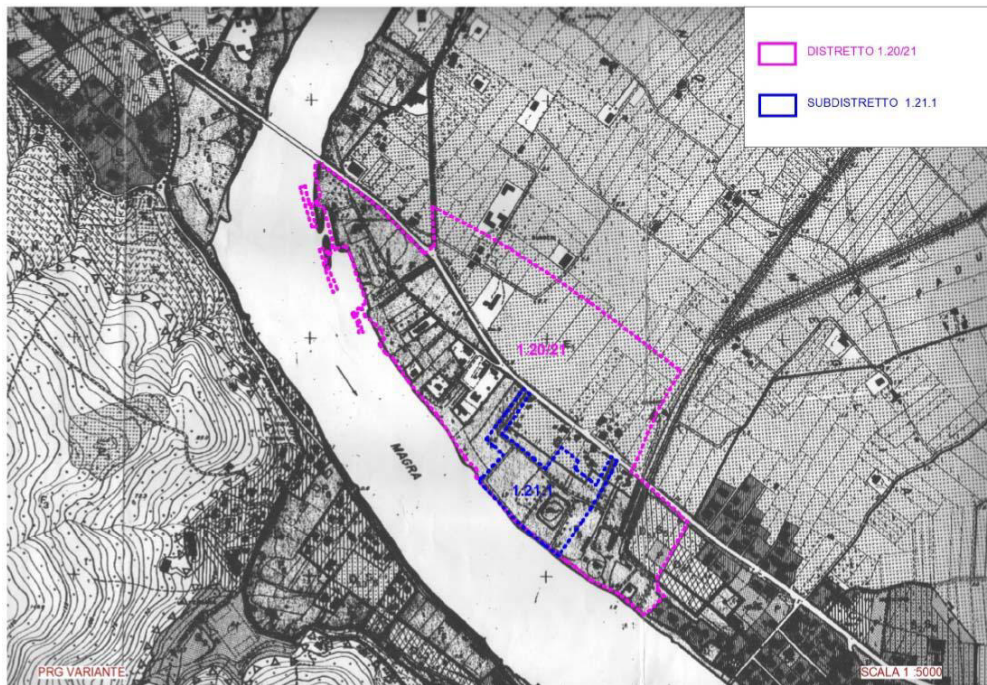 DISTRETTO 1.20/21
SUBDISTRETTO 1.21.1
1.20/21
MAGRA
1.21.1
PRG VARIANTE
SCALA 1 :5000